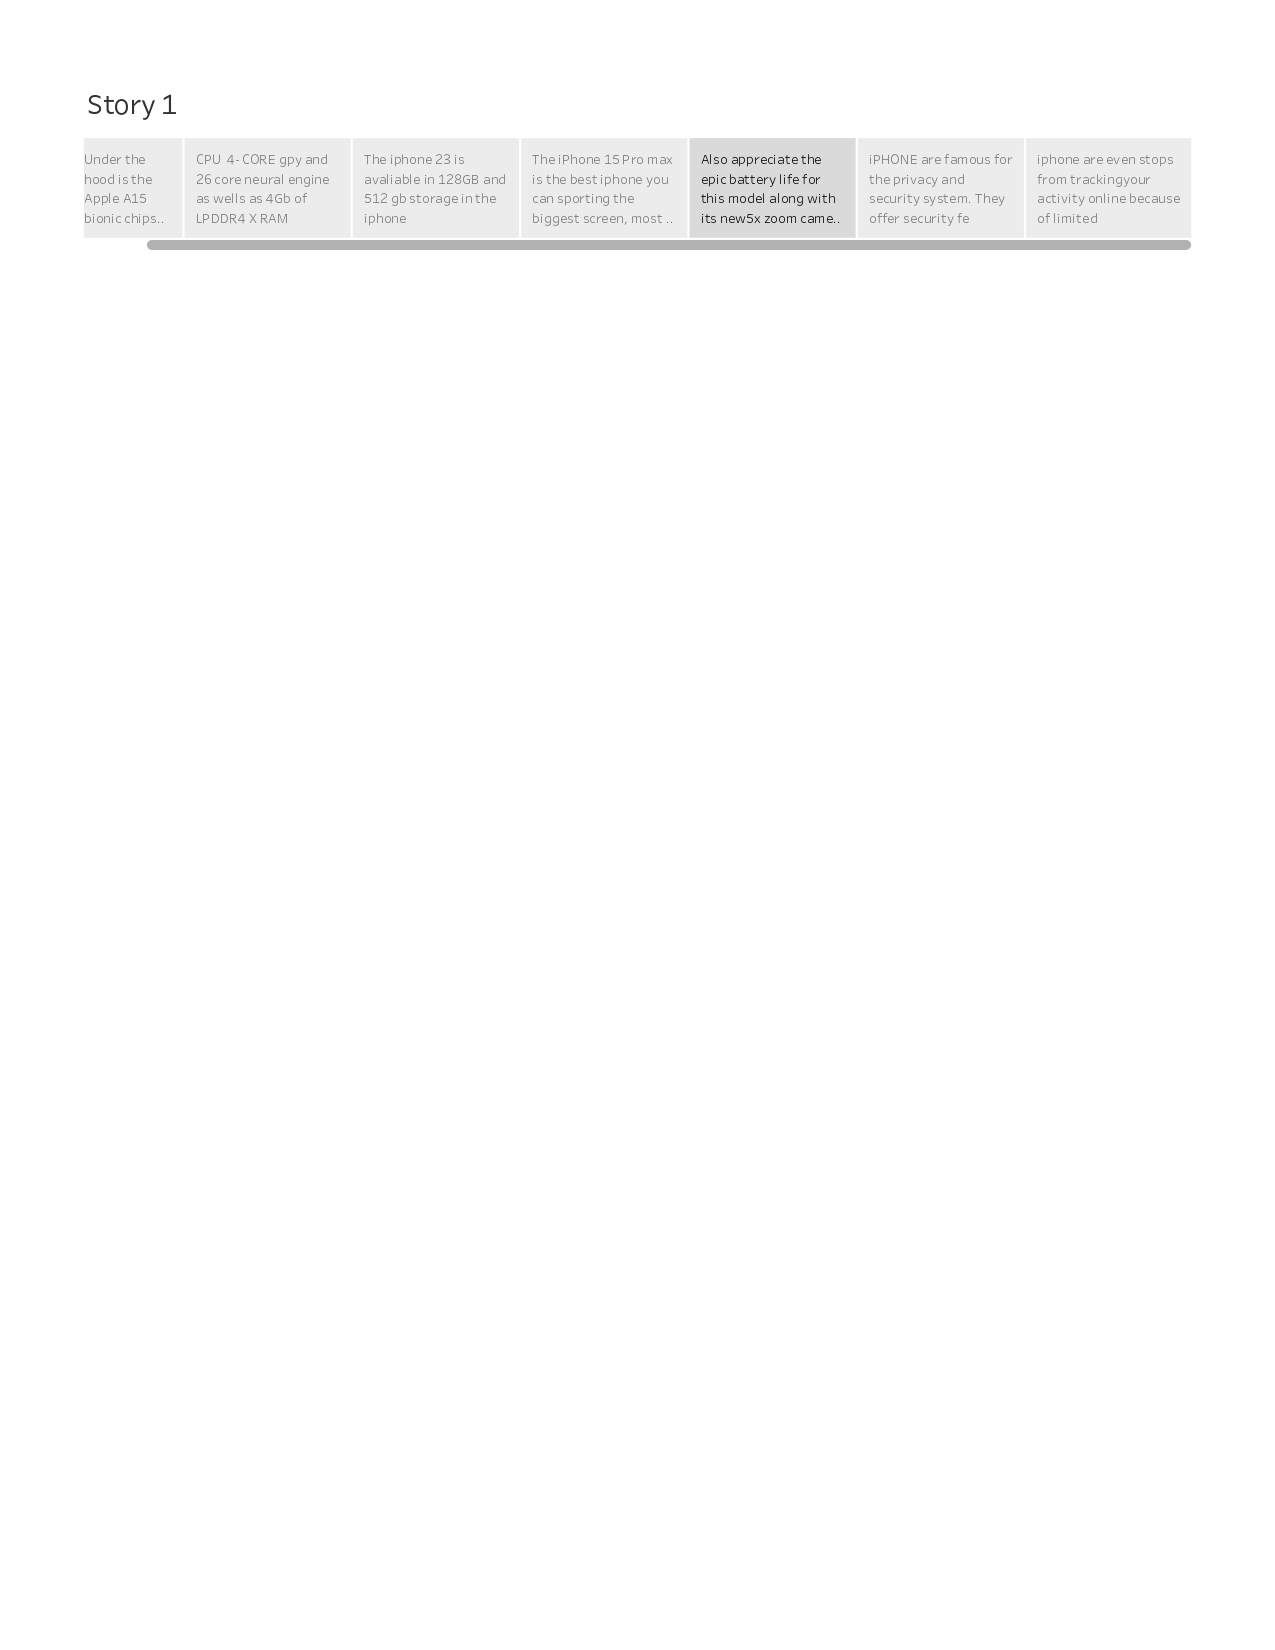 Story 1
Under the
hood is the
Apple A15
bionic chips..
CPU 4-CORE gpy and
26 core neural engine
as wells as 4Gb of
LPDDR4 X RAM
The iphone 23 is
avaliable in 128GB and
512 gb storage in the
iphone
The iPhone 15 Pro max
is the best iphone you
can sporting the
biggest screen, most ..
Also appreciate the
epic battery life for
this model along with
its new5x zoom came..
iPHONE are famous for
the privacy and
security system. They
offer security fe
iphone are even stops
from trackingyour
activity online because
of limited